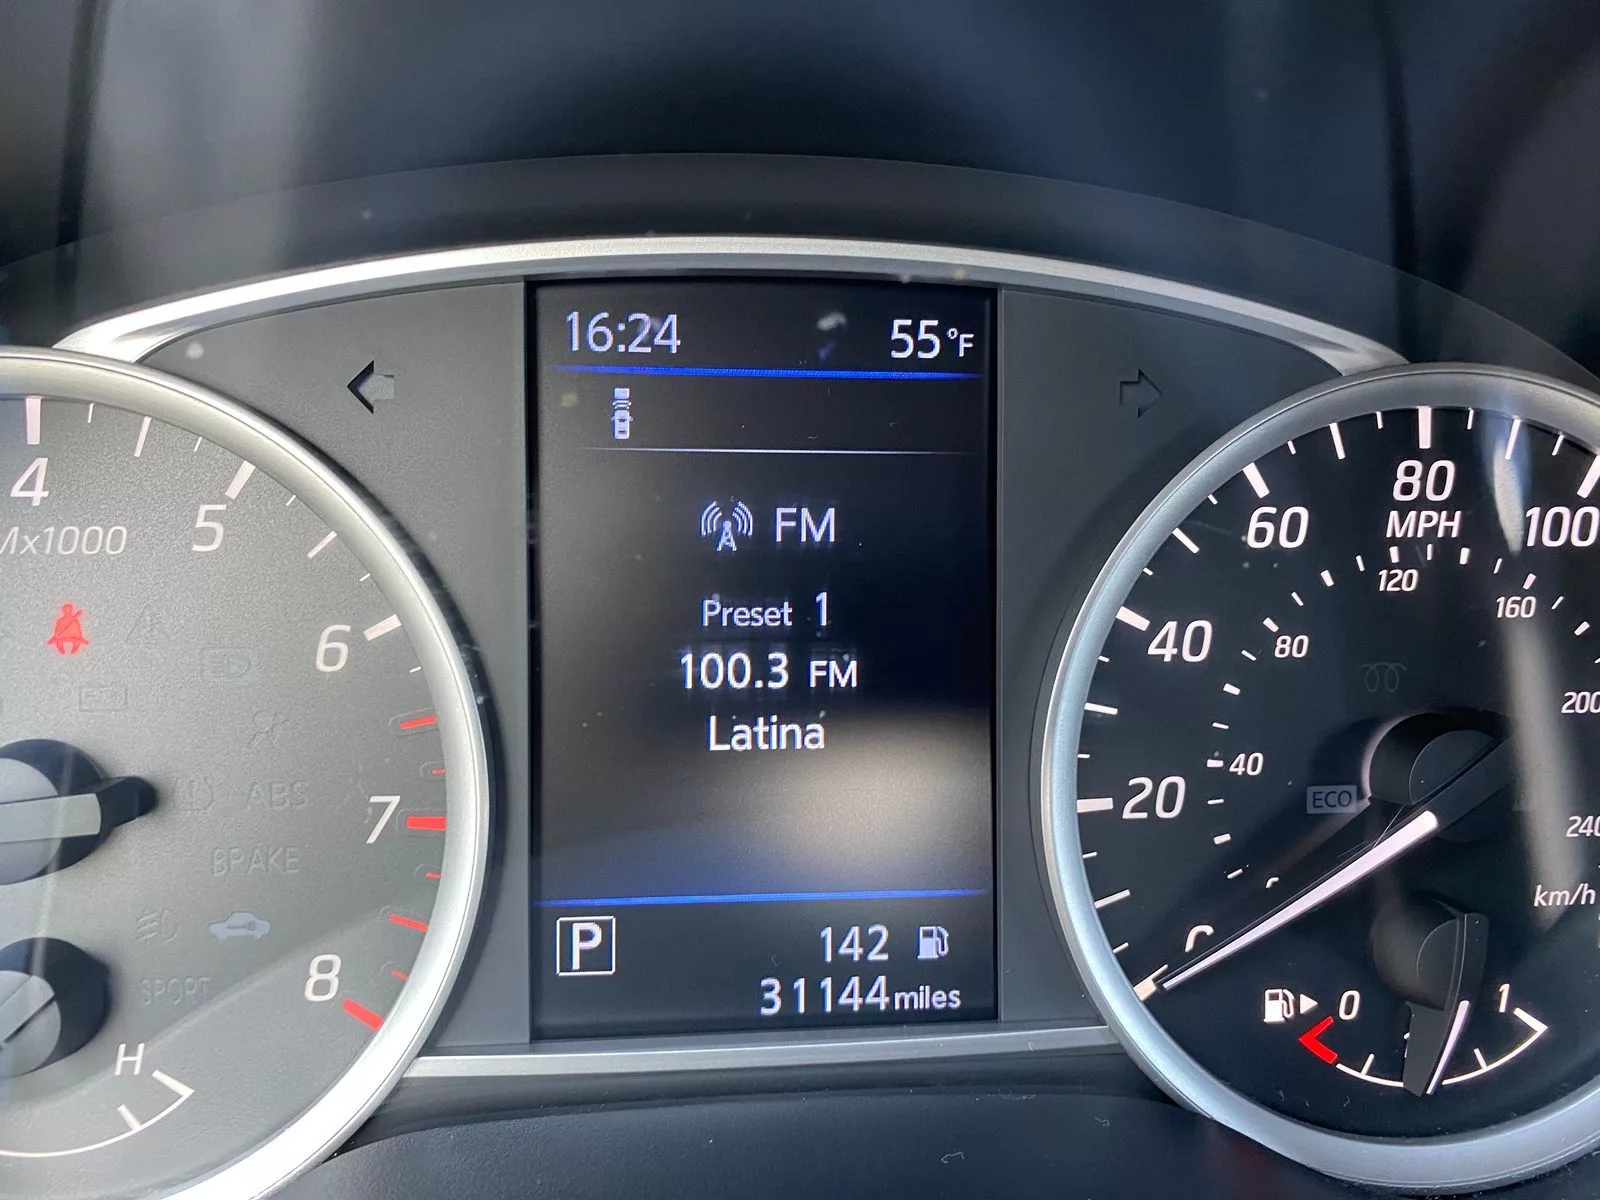 16:24 55°F
FM
Preset 1
100.3 FM
Latina
P
142
31144 miles
4
5
6
7
8
x1000
ABS
BRAKE
SPORT
H
20
40
60
80
100
MPH
40
80
120
160
200
240
km/h
ECO
0
1